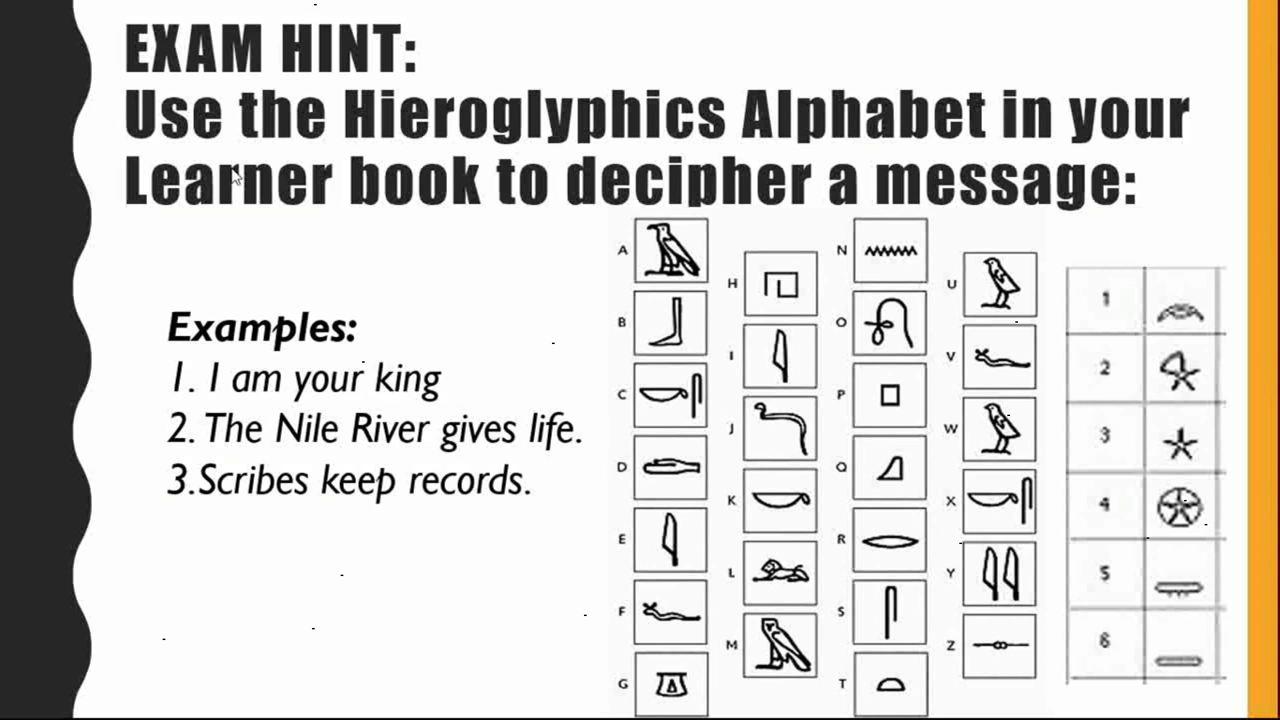 EXAM HINT:
Use the Hieroglyphics Alphabet in your
Learner book to decipher a message:
Examples:
1. I am your king
2. The Nile River gives life.
3.Scribes keep records.
A
B
C
D
E
F
G
H
I
J
K
L
M
N
O
P
Q
R
S
T
U
V
W
X
Y
Z
1
2
3
4
5
6